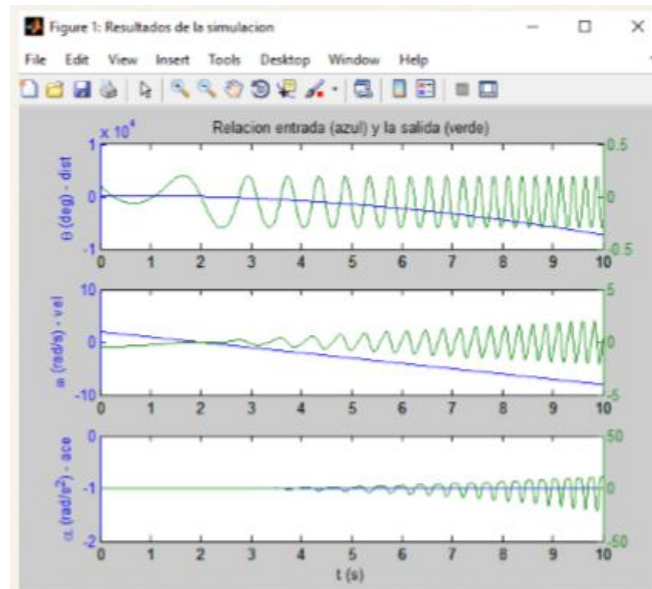 Figure 1: Resultados de la simulacion
File Edit View Insert Tools Desktop Window Help
Relacion entrada (azul) y la salida (verde)
x 10^4
1
0
-1
0.5
0
-0.5
θ (deg) - dist
0 1 2 3 4 5 6 7 8 9 10
10
0
-10
5
0
-5
ω (rad/s) - vel
0 1 2 3 4 5 6 7 8 9 10
0
-1
-2
50
0
-50
α (rad/s²) - ace
0 1 2 3 4 5 6 7 8 9 10
t (s)